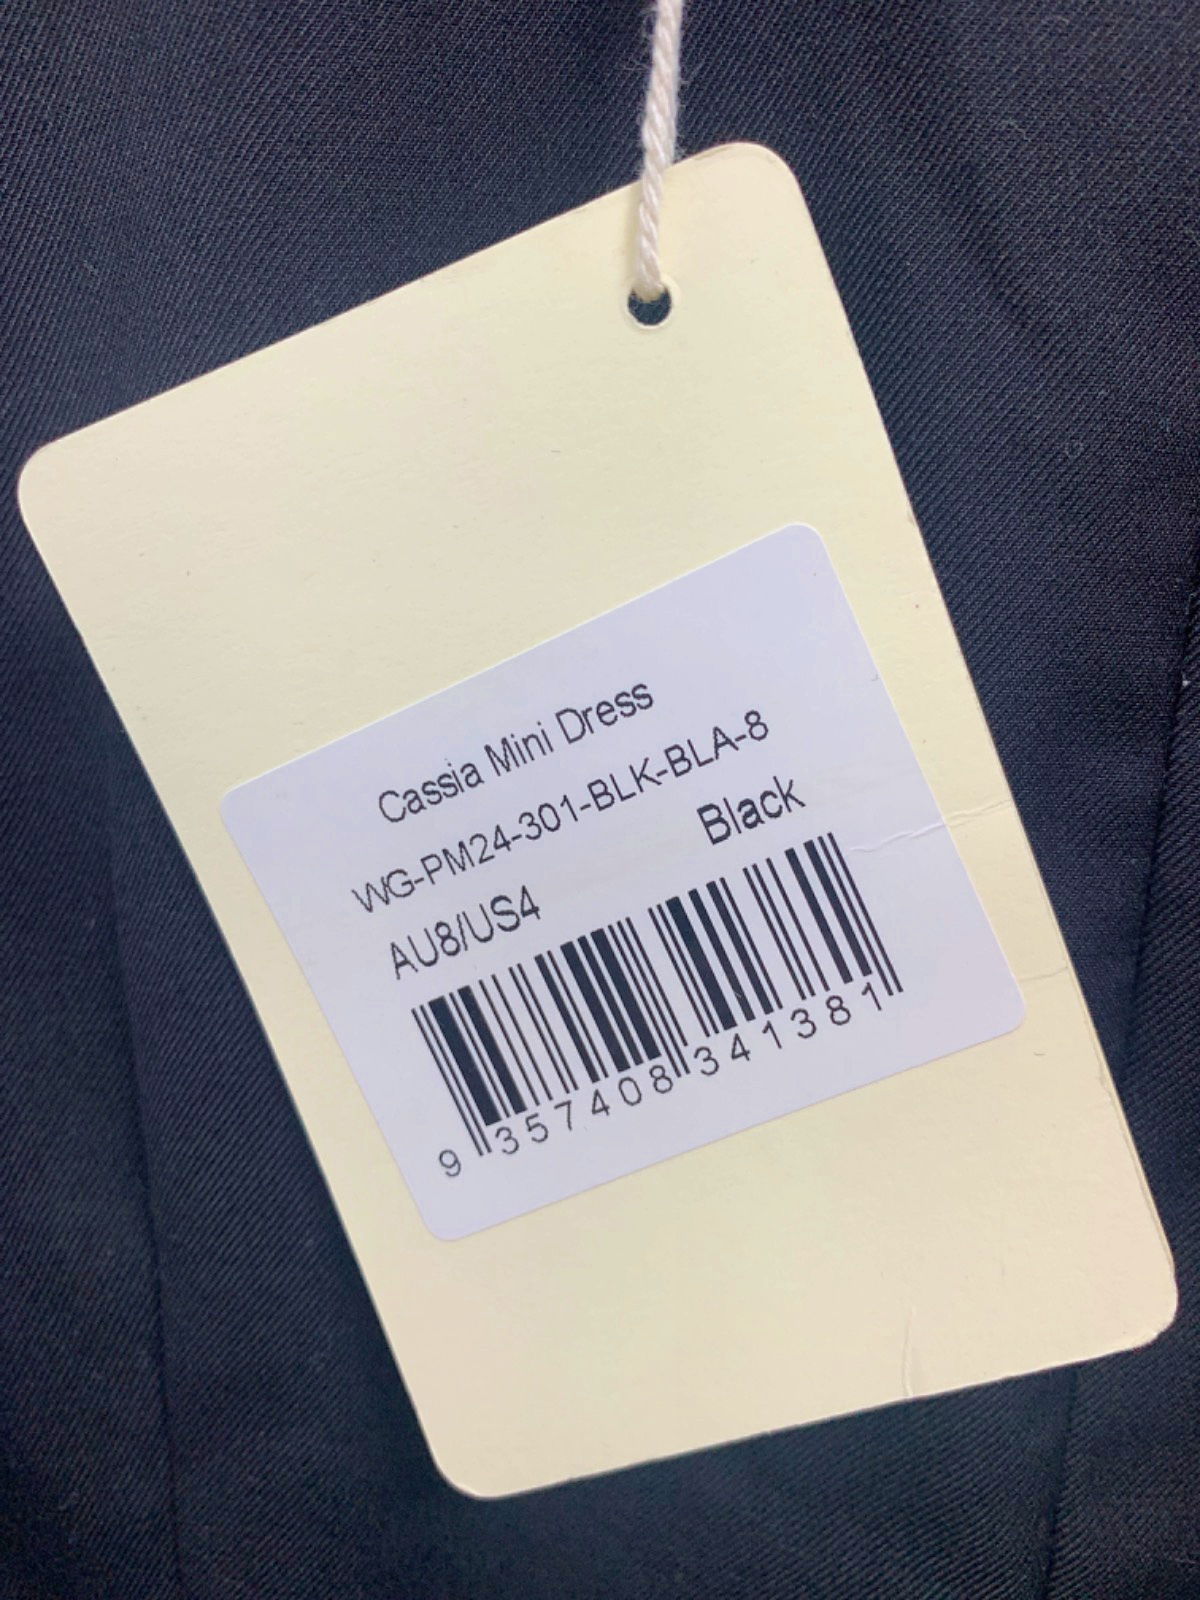 Cassia Mini Dress
WG-PM24-301-BLK-BLA-8
Black
AU8/US4
9 357408 341381